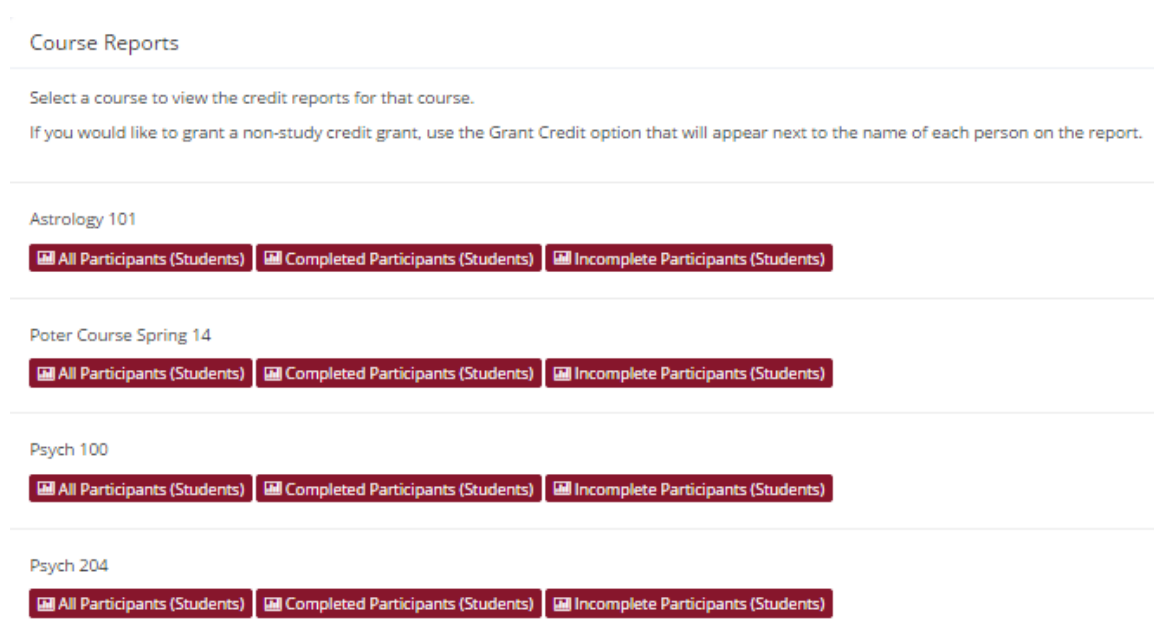 Course Reports
Select a course to view the credit reports for that course.
If you would like to grant a non-study credit grant, use the Grant Credit option that will appear next to the name of each person on the report.
Astrology 101
All Participants (Students) Completed Participants (Students) Incomplete Participants (Students)
Poter Course Spring 14
All Participants (Students) Completed Participants (Students) Incomplete Participants (Students)
Psych 100
All Participants (Students) Completed Participants (Students) Incomplete Participants (Students)
Psych 204
All Participants (Students) Completed Participants (Students) Incomplete Participants (Students)